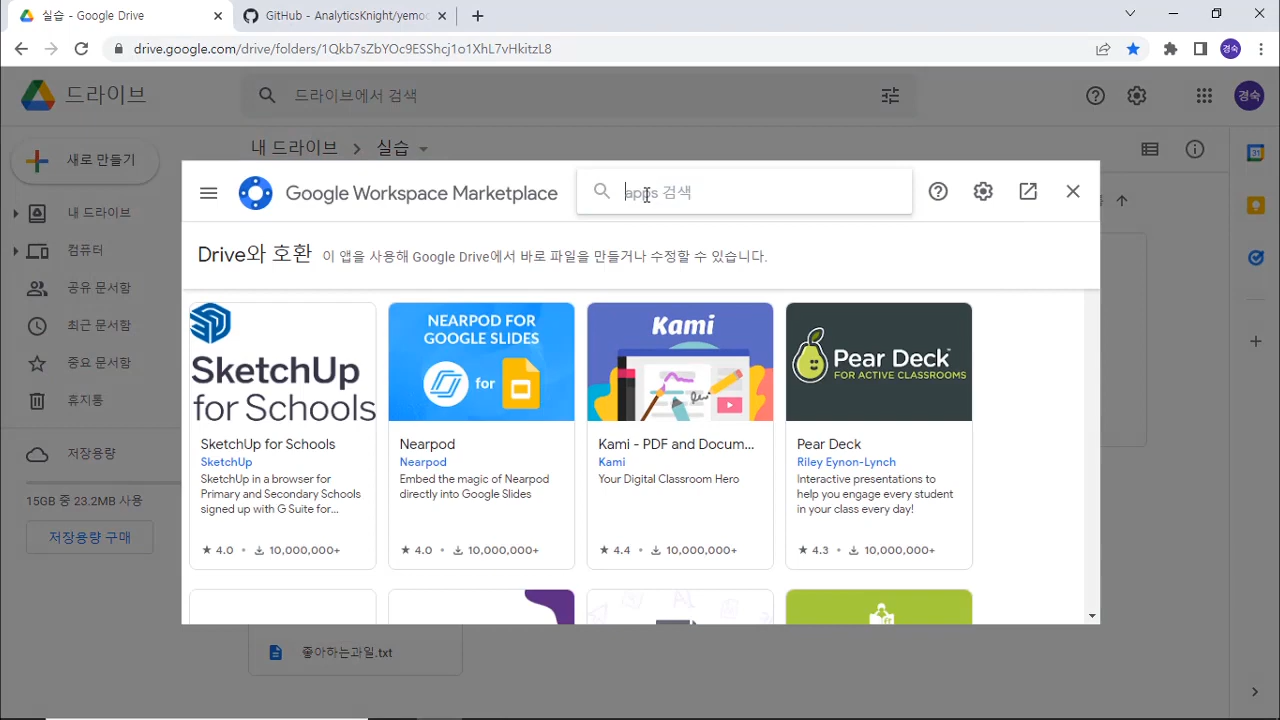 실습 - Google Drive
GitHub - AnalyticsKnight/yemoc
drive.google.com/drive/folders/1Qkb7sZbYOc9ESShcj1o1XhL7vHkitzL8
경숙
드라이브
드라이브에서 검색
경숙
새로 만들기
내 드라이브 > 실습
내 드라이브
컴퓨터
공유 문서함
최근 문서함
중요 문서함
휴지통
저장용량
15GB 중 23.2MB 사용
저장용량 구매
Google Workspace Marketplace
apps 검색
Drive와 호환 이 앱을 사용해 Google Drive에서 바로 파일을 만들거나 수정할 수 있습니다.
SketchUp
for Schools
SketchUp for Schools
SketchUp
SketchUp in a browser for
Primary and Secondary Schools
signed up with G Suite for...
4.0 • 10,000,000+
NEARPOD FOR
GOOGLE SLIDES
for
Nearpod
Nearpod
Embed the magic of Nearpod
directly into Google Slides
4.0 • 10,000,000+
Kami
Kami - PDF and Docum...
Kami
Your Digital Classroom Hero
4.4 • 10,000,000+
Pear Deck™
FOR ACTIVE CLASSROOMS
Pear Deck
Riley Eynon-Lynch
Interactive presentations to
help you engage every student
in your class every day!
4.3 • 10,000,000+
좋아하는과일.txt
31